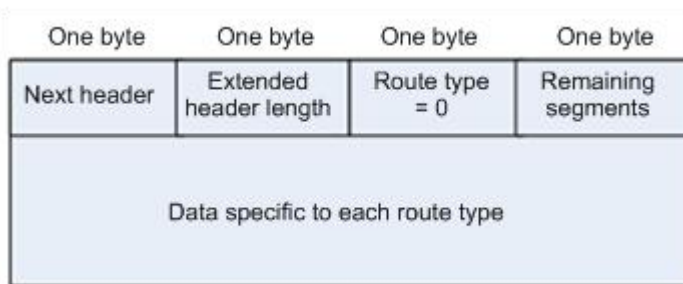 One byte One byte One byte One byte
Next header Extended header length Route type = 0 Remaining segments
Data specific to each route type